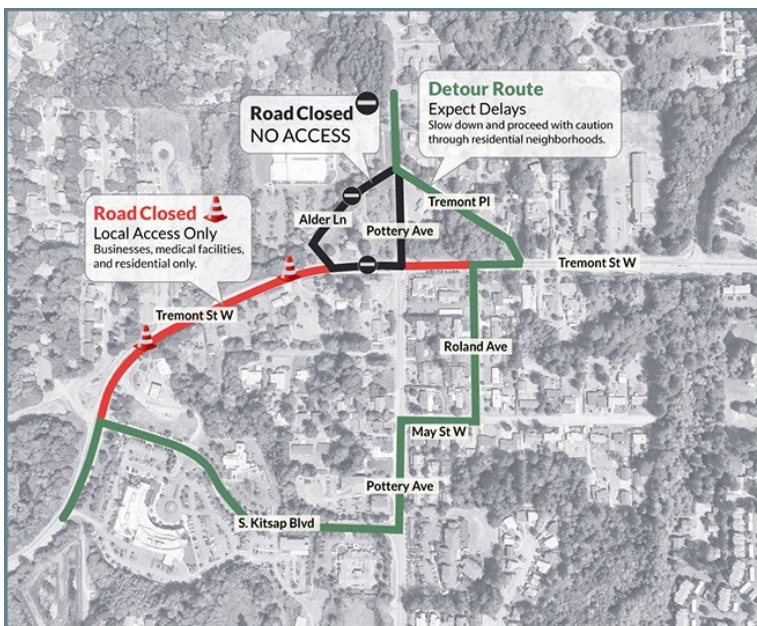 Road Closed
NO ACCESS
Detour Route
Expect Delays
Slow down and proceed with caution
through residential neighborhoods.
Road Closed
Local Access Only
Businesses, medical facilities,
and residential only.
Alder Ln
Tremont Pl
Pottery Ave
Tremont St W
Tremont St W
Roland Ave
May St W
Pottery Ave
S. Kitsap Blvd